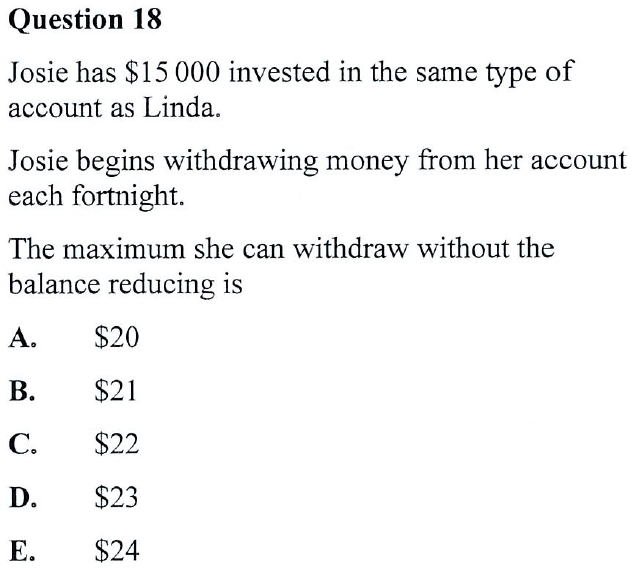 Question 18
Josie has $15 000 invested in the same type of
account as Linda.
Josie begins withdrawing money from her account
each fortnight.
The maximum she can withdraw without the
balance reducing is
A. $20
B. $21
C. $22
D. $23
E. $24